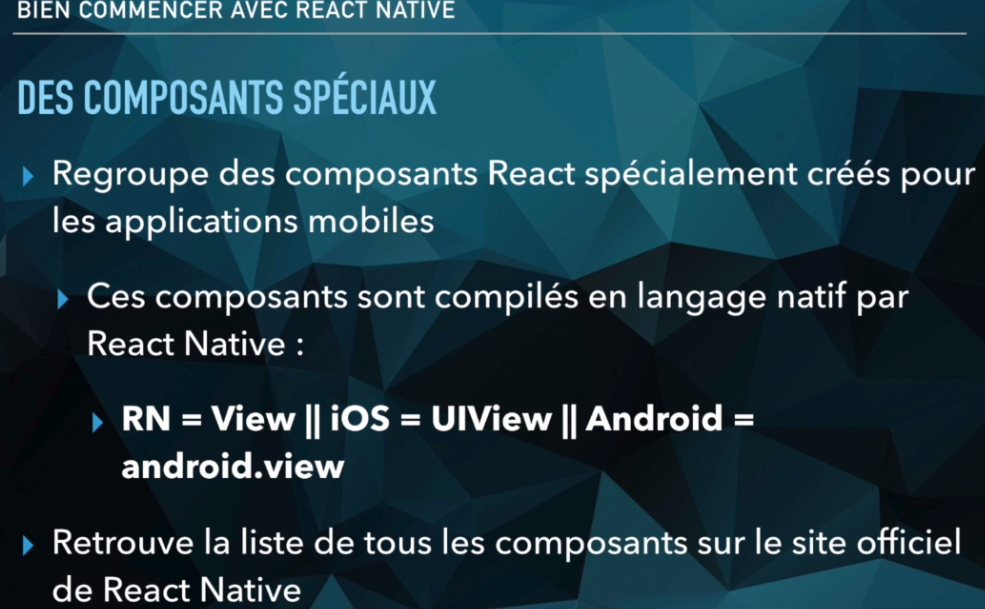 BIEN COMMENCER AVEC REACT NATIVE
DES COMPOSANTS SPÉCIAUX
Regroupe des composants React spécialement créés pour
les applications mobiles
Ces composants sont compilés en langage natif par
React Native :
RN = View || iOS = UIView || Android =
android.view
Retrouve la liste de tous les composants sur le site officiel
de React Native